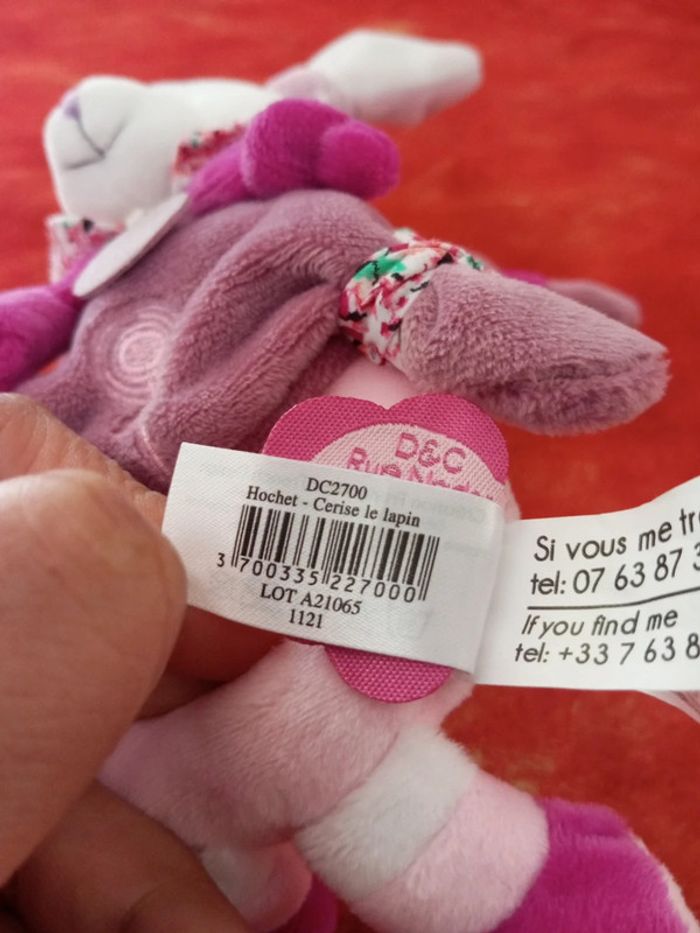 D&C
DC2700
Hochet - Cerise le lapin
3 700335 227000
LOT A21065
1121
Si vous me
tel: 07 63 87
If you find me
tel: +33 7 63 8